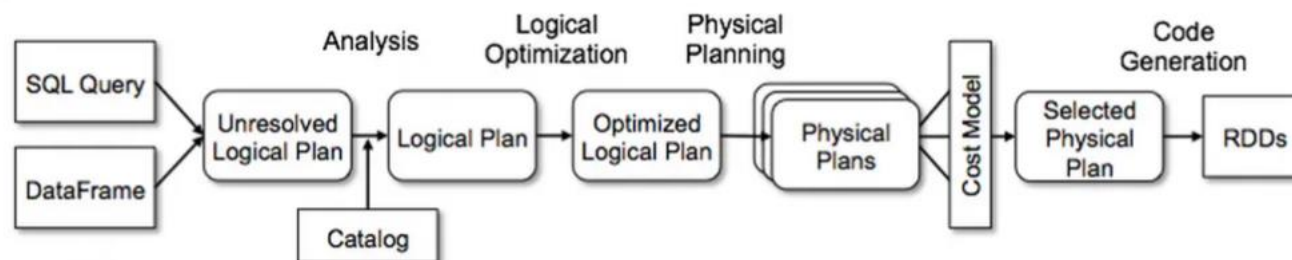 SQL Query
DataFrame
Unresolved
Logical Plan
Analysis
Catalog
Logical Plan
Logical
Optimization
Optimized
Logical Plan
Physical
Planning
Physical
Plans
Cost Model
Selected
Physical
Plan
Code
Generation
RDDs